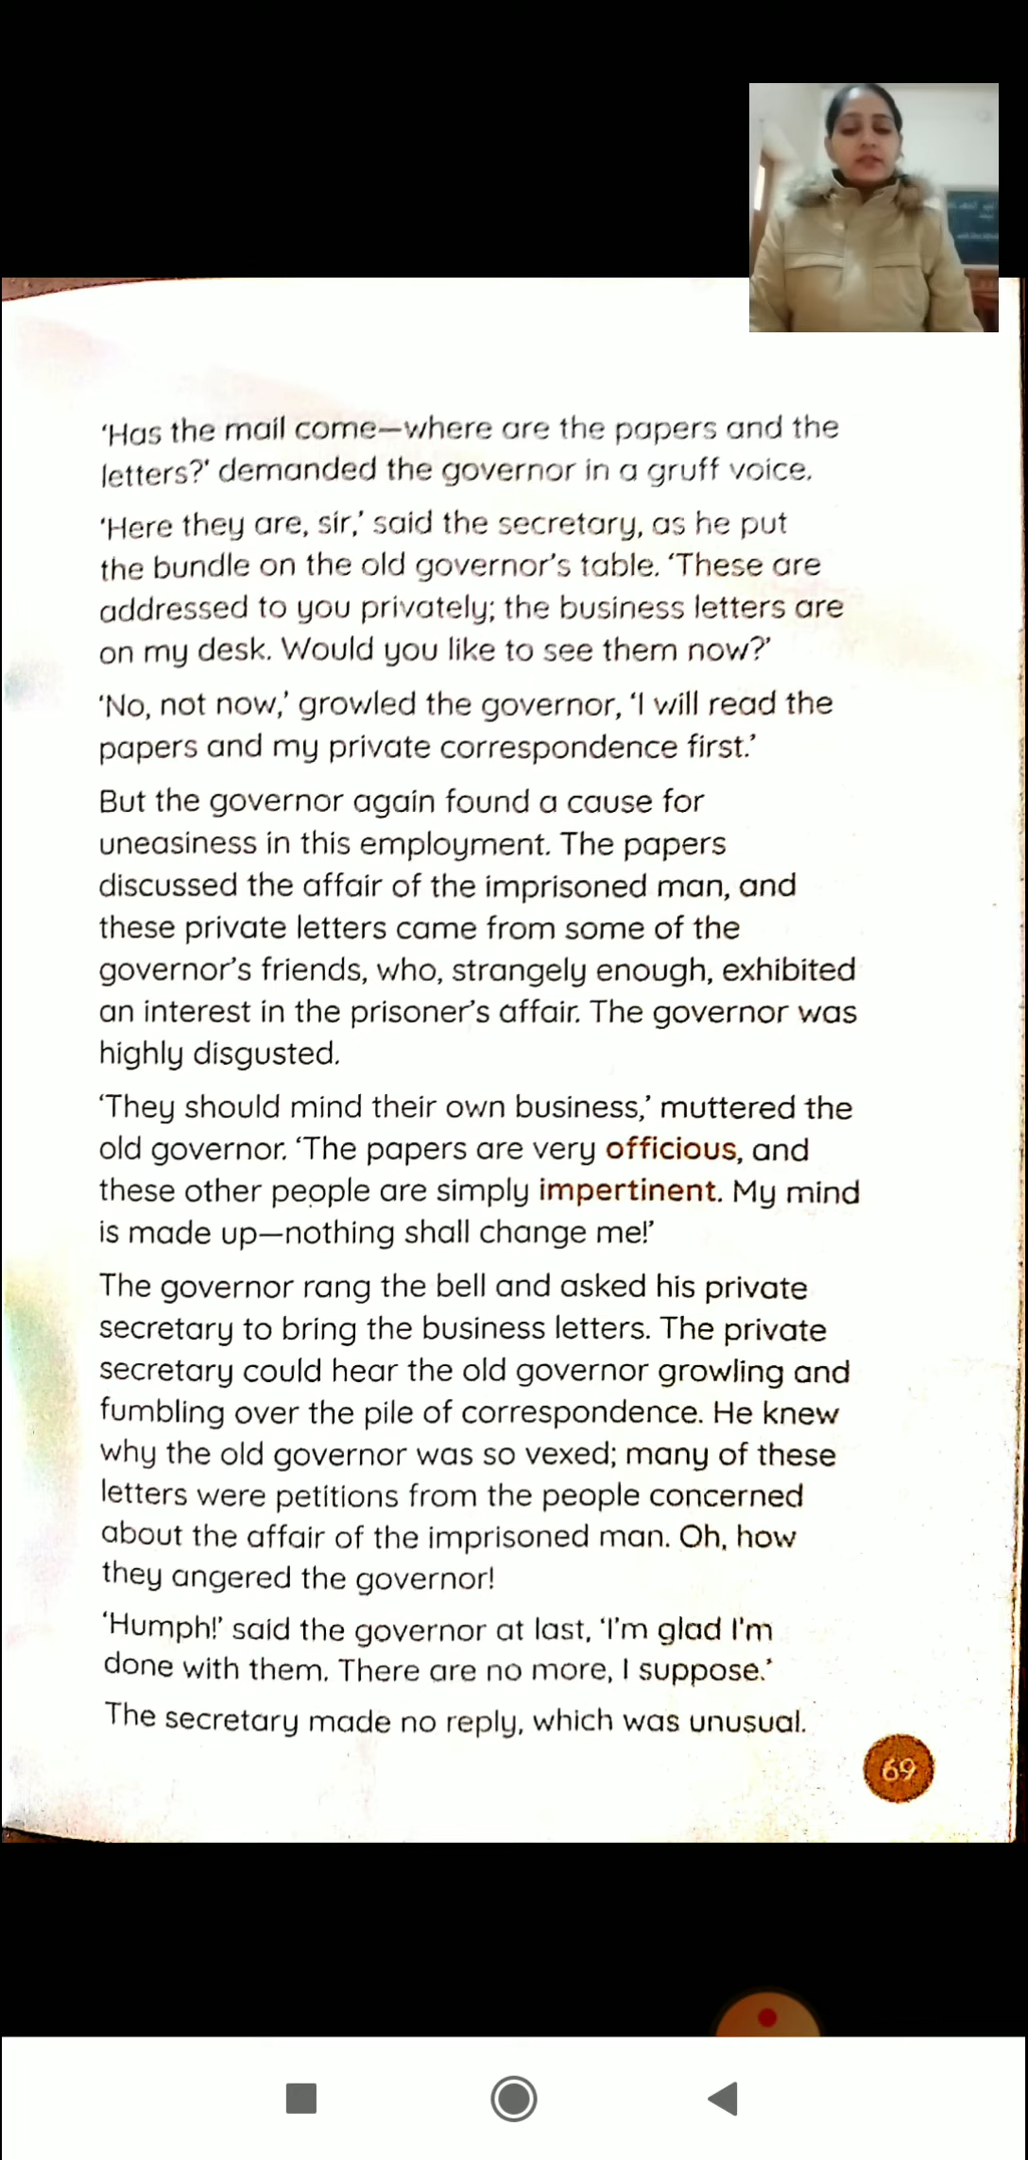 ‘Has the mail come—where are the papers and the
letters?’ demanded the governor in a gruff voice.
‘Here they are, sir,’ said the secretary, as he put
the bundle on the old governor’s table. ‘These are
addressed to you privately; the business letters are
on my desk. Would you like to see them now?’
‘No, not now,’ growled the governor, ‘I will read the
papers and my private correspondence first.’
But the governor again found a cause for
uneasiness in this employment. The papers
discussed the affair of the imprisoned man, and
these private letters came from some of the
governor’s friends, who, strangely enough, exhibited
an interest in the prisoner’s affair. The governor was
highly disgusted.
‘They should mind their own business,’ muttered the
old governor. ‘The papers are very officious, and
these other people are simply impertinent. My mind
is made up—nothing shall change me!’
The governor rang the bell and asked his private
secretary to bring the business letters. The private
secretary could hear the old governor growling and
fumbling over the pile of correspondence. He knew
why the old governor was so vexed; many of these
letters were petitions from the people concerned
about the affair of the imprisoned man. Oh, how
they angered the governor!
‘Humph!’ said the governor at last, ‘I’m glad I’m
done with them. There are no more, I suppose.’
The secretary made no reply, which was unusual.
69